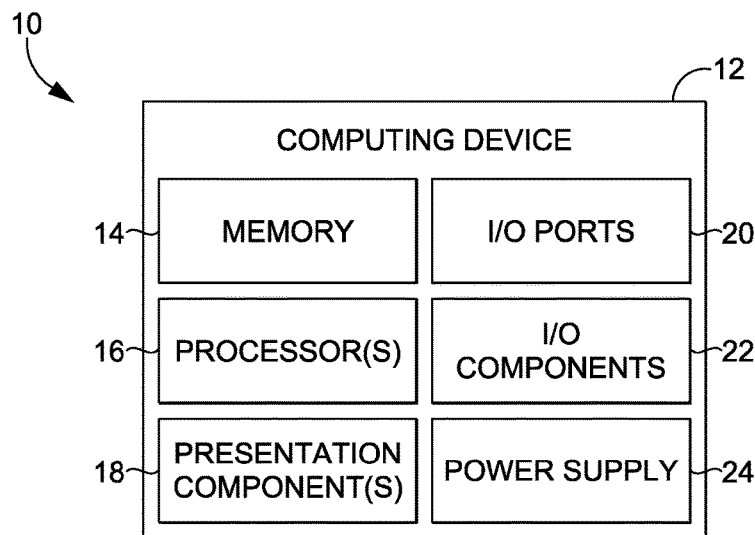 10
12
COMPUTING DEVICE
14
MEMORY
I/O PORTS
20
16
PROCESSOR(S)
I/O
COMPONENTS
22
18
PRESENTATION
COMPONENT(S)
POWER SUPPLY
24